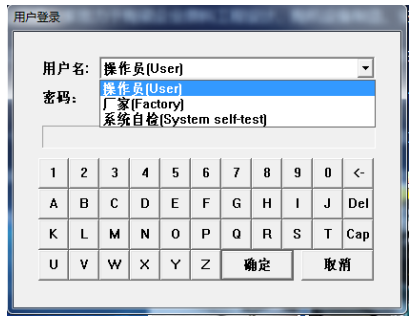 用户登录
用户名: 操作员(User)
操作员(User)
密码:
厂家(Factory)
系统自检(System self-test)
1 2 3 4 5 6 7 8 9 0 <-
A B C D E F G H I J Del
K L M N O P Q R S T Cap
U V W X Y Z 确定 取消